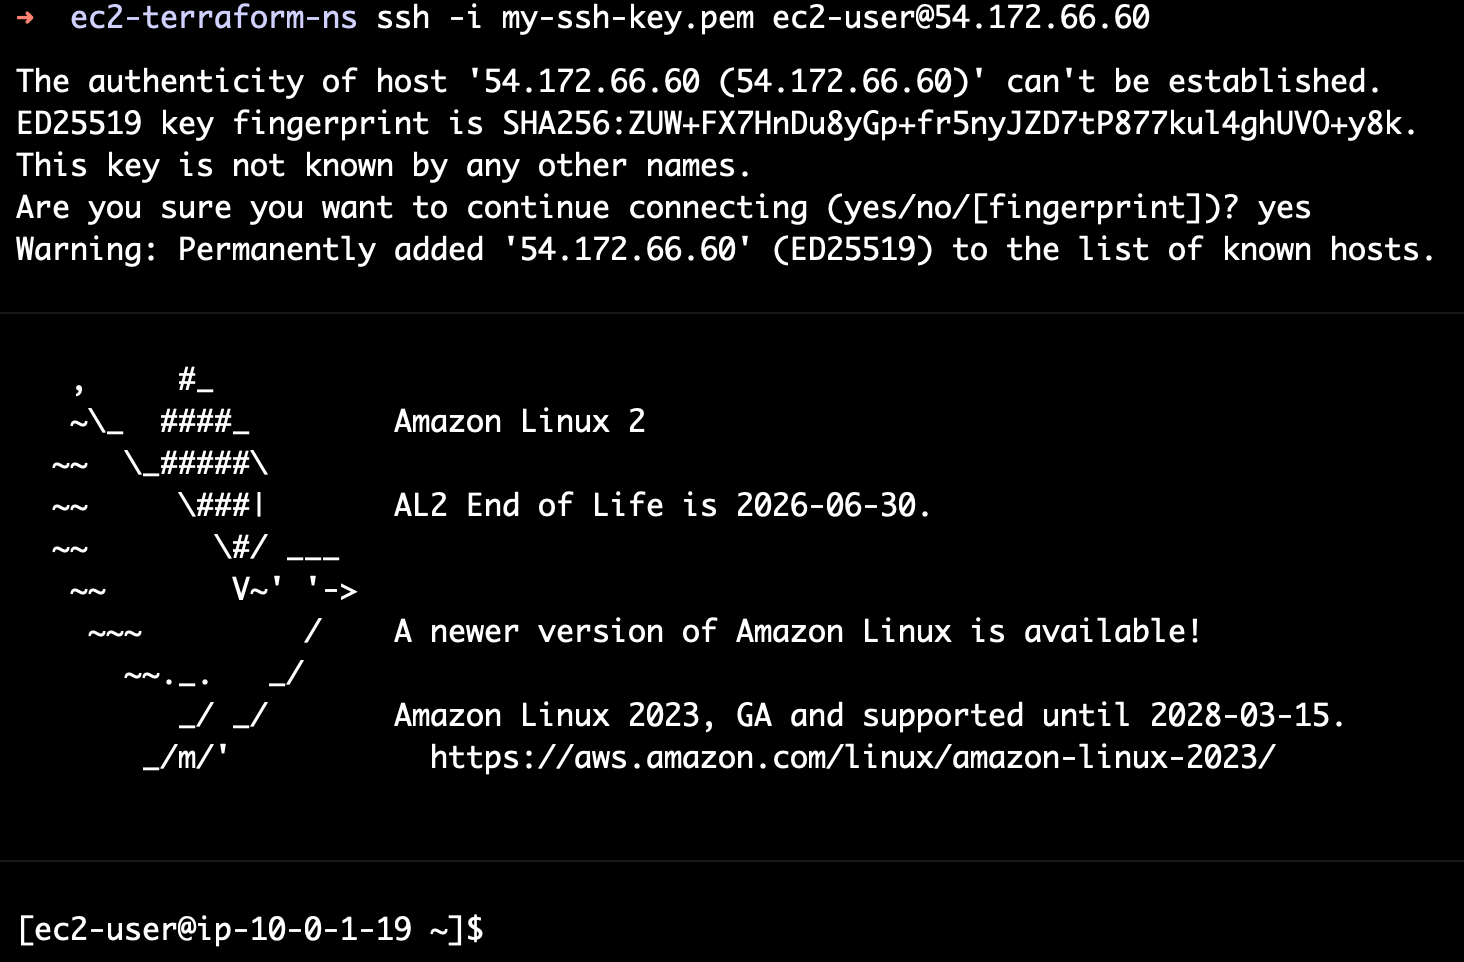 ➜  ec2-terraform-ns ssh -i my-ssh-key.pem ec2-user@54.172.66.60
The authenticity of host '54.172.66.60 (54.172.66.60)' can't be established.
ED25519 key fingerprint is SHA256:ZUW+FX7HnDu8yGp+fr5nyJZD7tP877kul4ghUVO+y8k.
This key is not known by any other names.
Are you sure you want to continue connecting (yes/no/[fingerprint])? yes
Warning: Permanently added '54.172.66.60' (ED25519) to the list of known hosts.
   ,     #_
   ~\_  ####_        Amazon Linux 2
  ~~  \_#####\
  ~~     \###|       AL2 End of Life is 2026-06-30.
  ~~       \#/ ___
   ~~       V~' '->
    ~~~         /    A newer version of Amazon Linux is available!
      ~~._.   _/
         _/ _/       Amazon Linux 2023, GA and supported until 2028-03-15.
       _/m/'           https://aws.amazon.com/linux/amazon-linux-2023/
[ec2-user@ip-10-0-1-19 ~]$